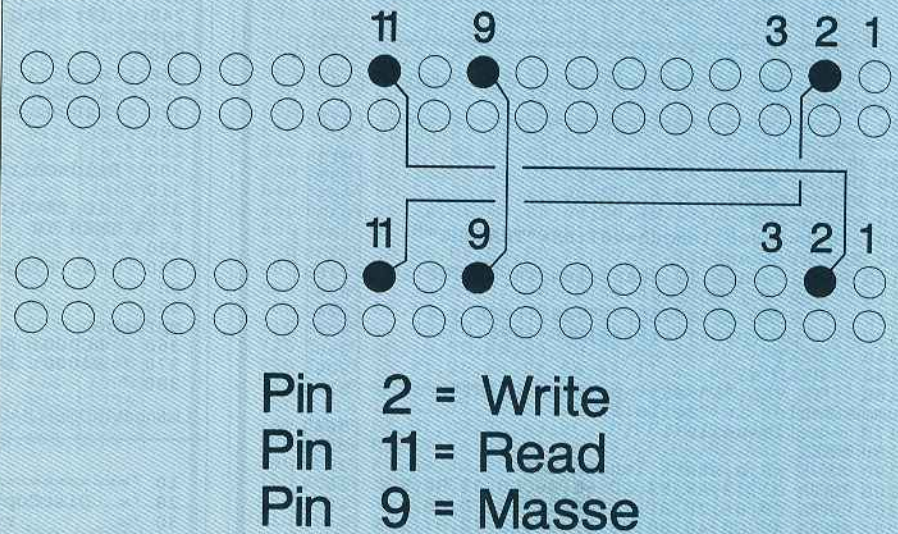 11 9 3 2 1
11 9 3 2 1
Pin 2 = Write
Pin 11 = Read
Pin 9 = Masse